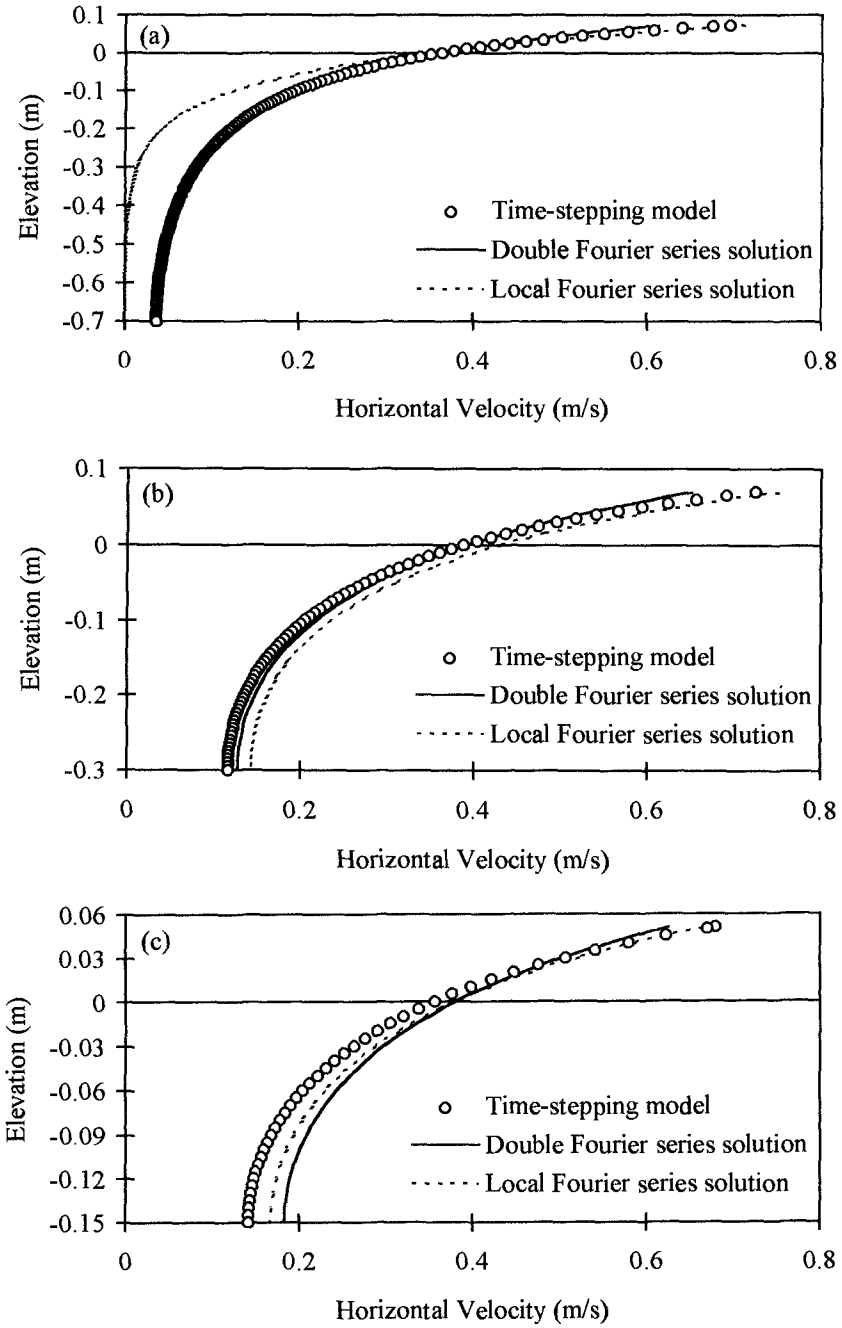 (a)
0.1
0
-0.1
-0.2
-0.3
-0.4
-0.5
-0.6
-0.7
Elevation (m)
Time-stepping model
Double Fourier series solution
Local Fourier series solution
0 0.2 0.4 0.6 0.8
Horizontal Velocity (m/s)
(b)
0.1
0
-0.1
-0.2
-0.3
Elevation (m)
Time-stepping model
Double Fourier series solution
Local Fourier series solution
0 0.2 0.4 0.6 0.8
Horizontal Velocity (m/s)
(c)
0.06
0.03
0
-0.03
-0.06
-0.09
-0.12
-0.15
Elevation (m)
Time-stepping model
Double Fourier series solution
Local Fourier series solution
0 0.2 0.4 0.6 0.8
Horizontal Velocity (m/s)